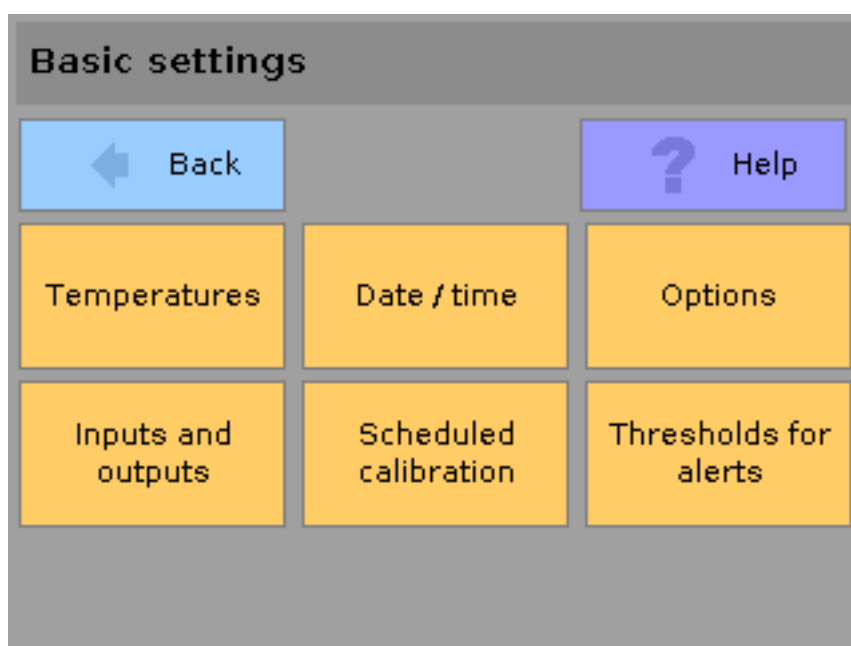 Basic settings
Back
Help
Temperatures
Date / time
Options
Inputs and
outputs
Scheduled
calibration
Thresholds for
alerts